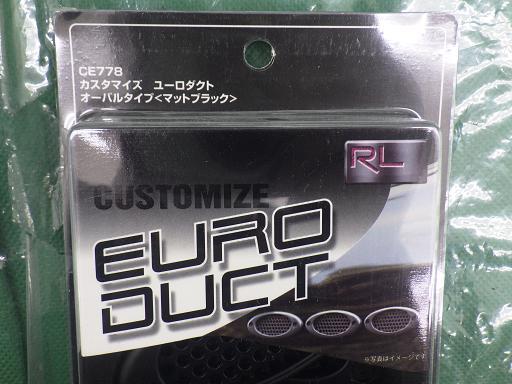 CE778
カスタマイズ ユーロダクト
オーバルタイプ<マットブラック>
RL
CUSTOMIZE
EURO
DUCT
※写真はイメージです